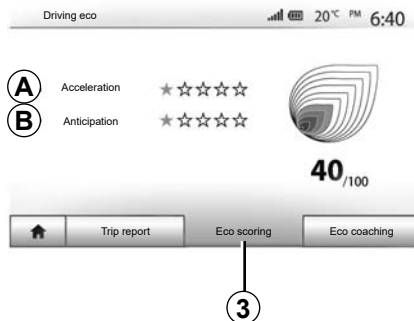 Driving eco 20°C PM 6:40
A Acceleration
B Anticipation
40/100
Trip report Eco scoring Eco coaching
3